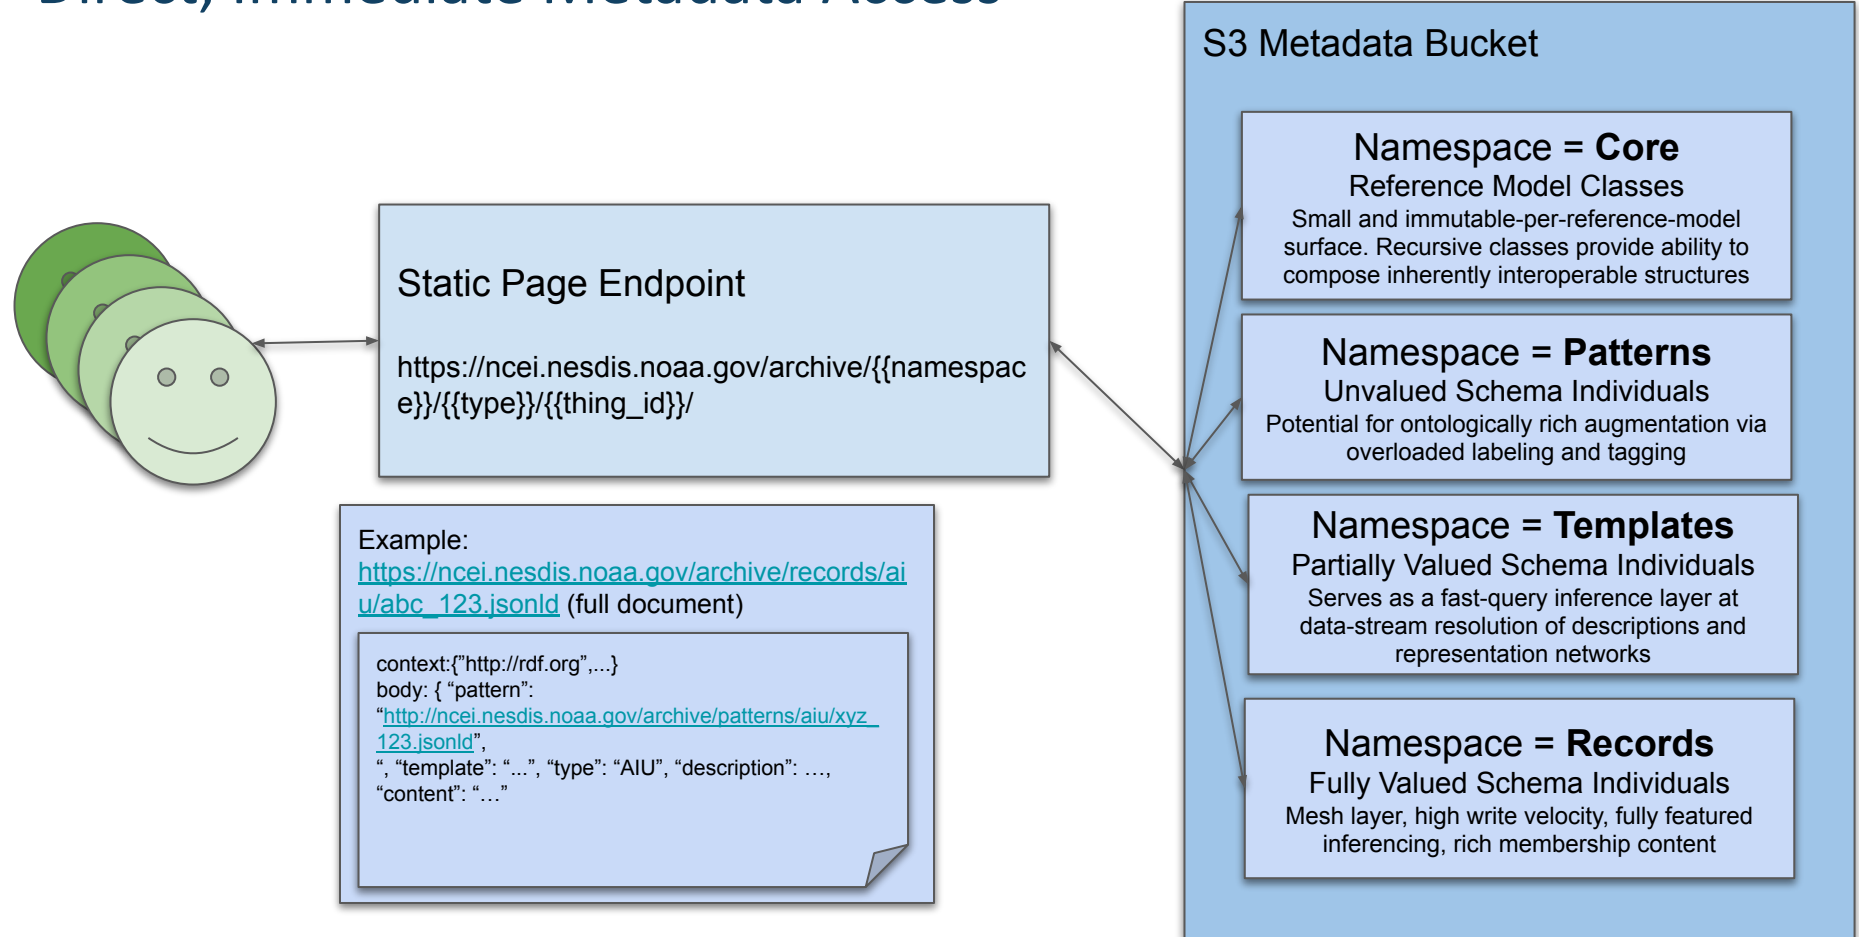 Direct, Immediate Metadata Access
S3 Metadata Bucket
Namespace = Core
Reference Model Classes
Small and immutable-per-reference-model
surface. Recursive classes provide ability to
compose inherently interoperable structures
Static Page Endpoint
https://ncei.nesdis.noaa.gov/archive/{{namespac
e}}/{{type}}/{{thing_id}}/
Namespace = Patterns
Unvalued Schema Individuals
Potential for ontologically rich augmentation via
overloaded labeling and tagging
Namespace = Templates
Partially Valued Schema Individuals
Serves as a fast-query inference layer at
data-stream resolution of descriptions and
representation networks
Example:
https://ncei.nesdis.noaa.gov/archive/records/ai
u/abc_123.jsonld (full document)
context:{”http://rdf.org”,...}
body: { “pattern”:
“http://ncei.nesdis.noaa.gov/archive/patterns/aiu/xyz_
123.jsonld”,
“, “template”: “...”, “type”: “AIU”, “description”: …,
“content”: “…”
Namespace = Records
Fully Valued Schema Individuals
Mesh layer, high write velocity, fully featured
inferencing, rich membership content